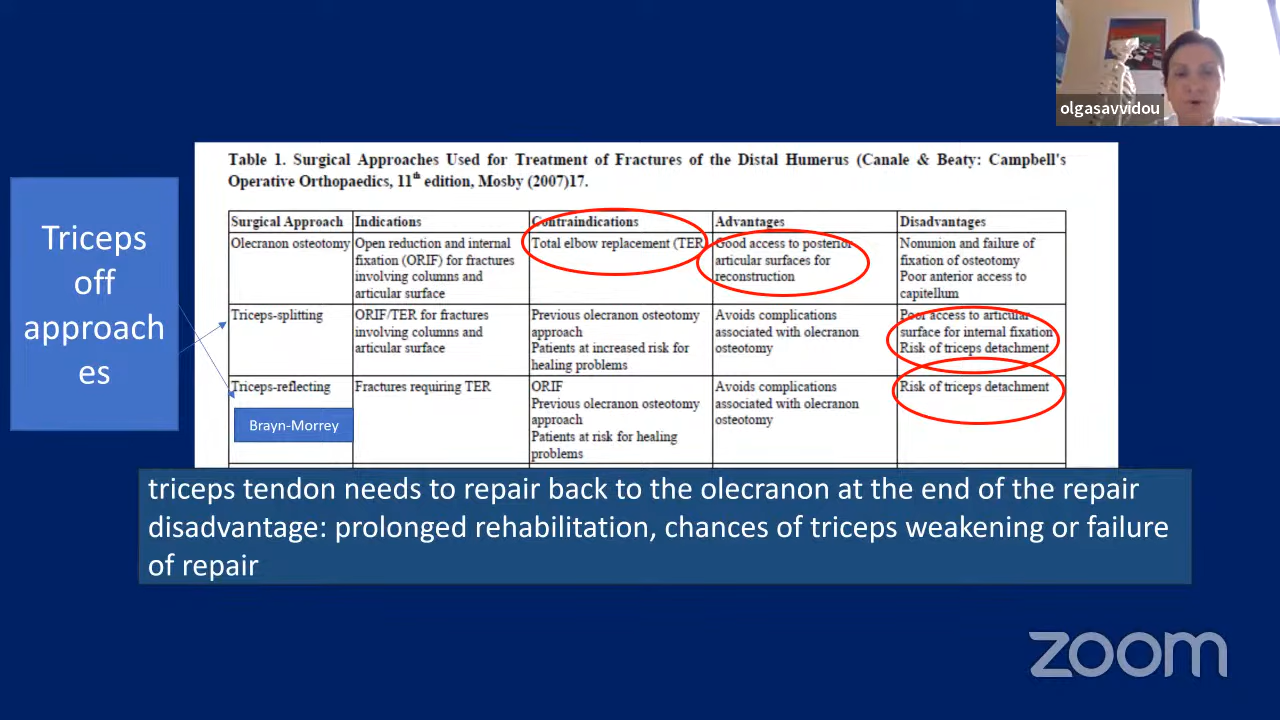 olgasavvidou
Table 1. Surgical Approaches Used for Treatment of Fractures of the Distal Humerus (Canale & Beaty: Campbell's
Operative Orthopaedics, 11th edition, Mosby (2007)17.
Triceps
off
approach
es
Surgical Approach
Indications
Contraindications
Advantages
Disadvantages
Olecranon osteotomy
Open reduction and internal
fixation (ORIF) for fractures
involving columns and
articular surface
Total elbow replacement (TER
Good access to posterior
articular surfaces for
reconstruction
Nonunion and failure of
fixation of osteotomy
Poor anterior access to
capitellum
Triceps-splitting
ORIF/TER for fractures
involving columns and
articular surface
Previous olecranon osteotomy
approach
Patients at increased risk for
healing problems
Avoids complications
associated with olecranon
osteotomy
Poor access to articular
surface for internal fixation
Risk of triceps detachment
Triceps-reflecting
Brayn-Morrey
Fractures requiring TER
ORIF
Previous olecranon osteotomy
approach
Patients at risk for healing
problems
Avoids complications
associated with olecranon
osteotomy
Risk of triceps detachment
triceps tendon needs to repair back to the olecranon at the end of the repair
disadvantage: prolonged rehabilitation, chances of triceps weakening or failure
of repair
zoom